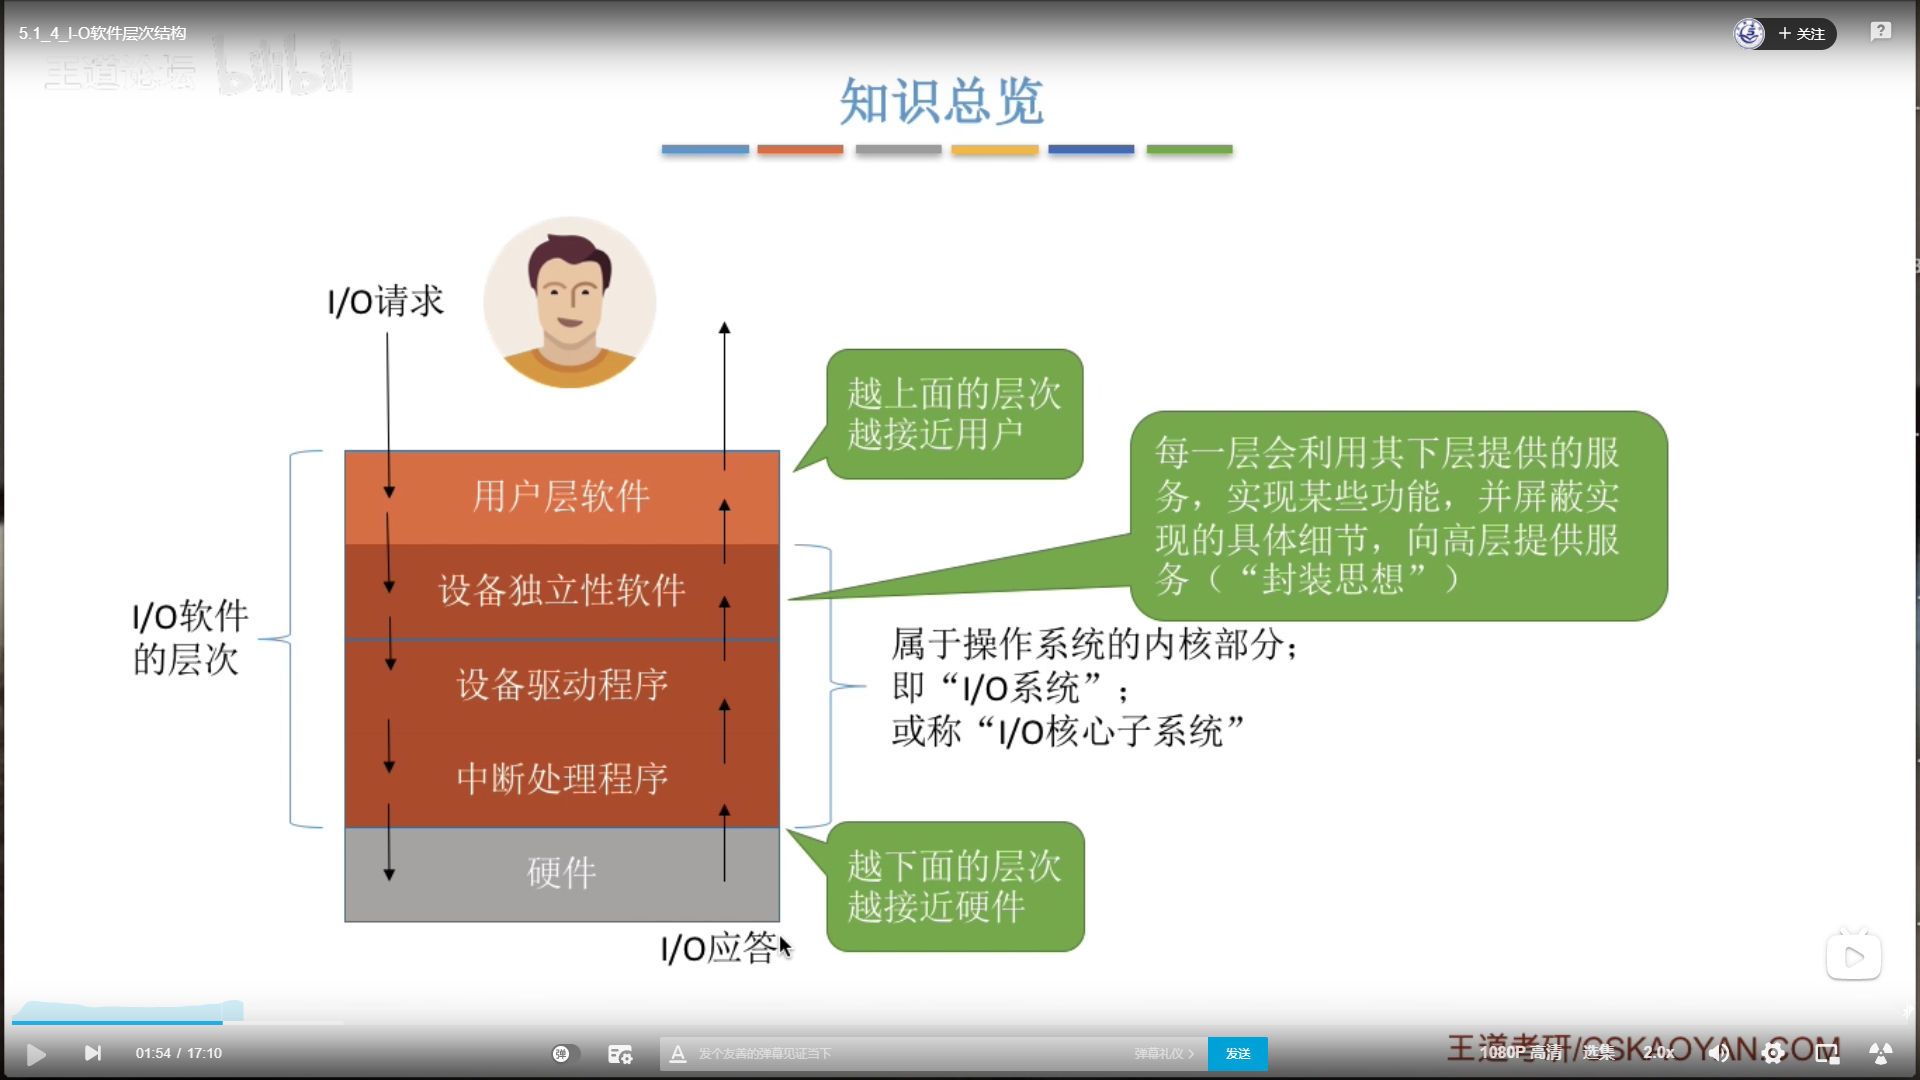 5.1_4_I-O软件层次结构
+ 关注
王道论坛 bilibili
知识总览
I/O请求
越上面的层次
越接近用户
每一层会利用其下层提供的服
务，实现某些功能，并屏蔽实
现的具体细节，向高层提供服
务（“封装思想”）
用户层软件
设备独立性软件
设备驱动程序
中断处理程序
硬件
I/O软件
的层次
属于操作系统的内核部分；
即“I/O系统”；
或称“I/O核心子系统”
越下面的层次
越接近硬件
I/O应答
王道考研/CSKAOYAN.COM
01:54 / 17:10
弹
发个友善的弹幕见证当下
弹幕礼仪
发送
1080P 高清
选集
2.0x